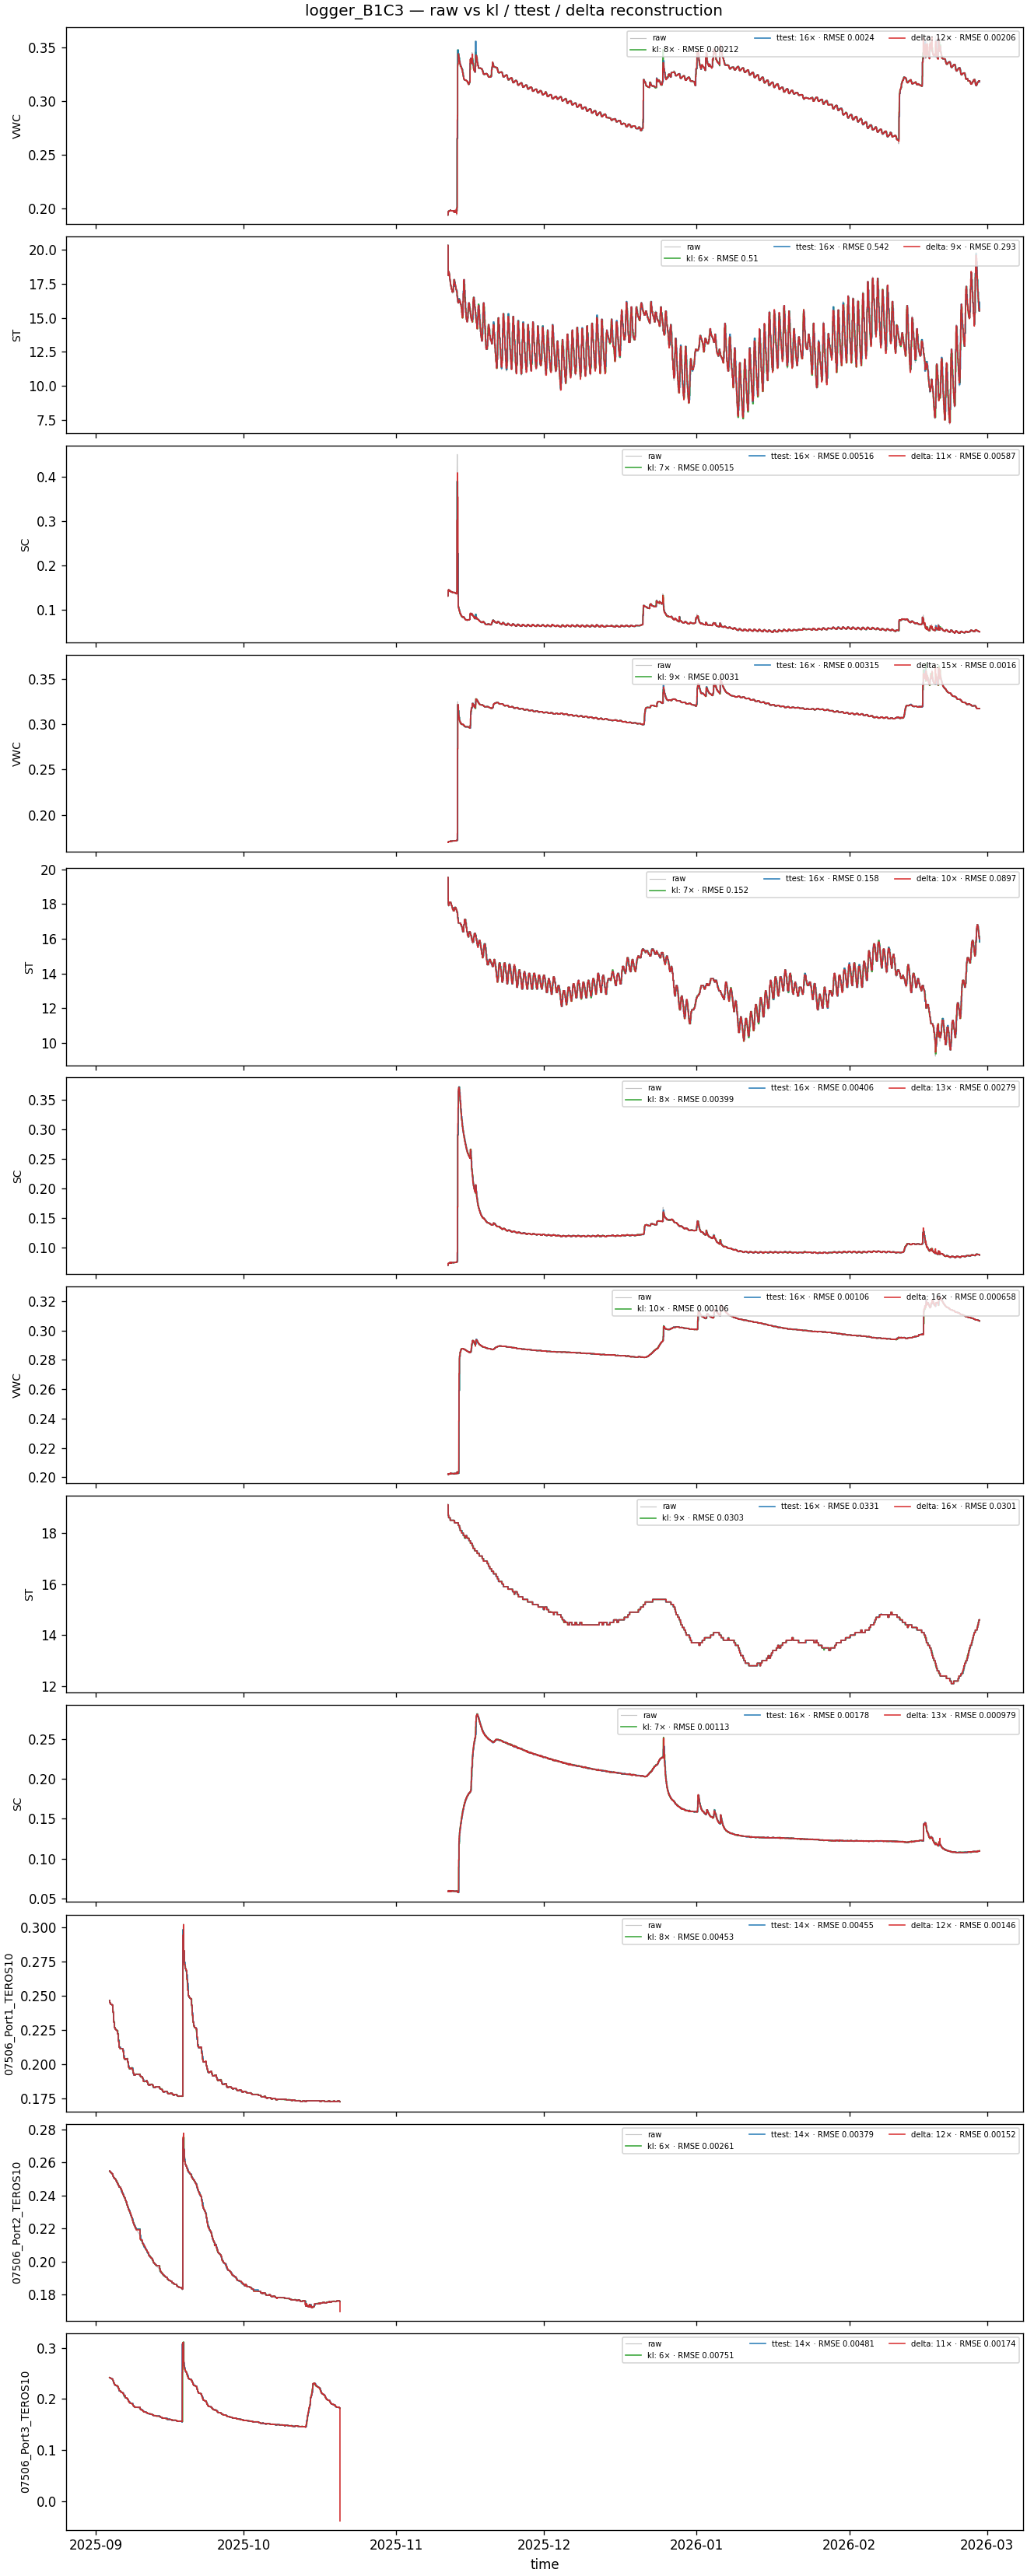 logger_B1C3 — raw vs kl / ttest / delta reconstruction
raw
kl: 8× · RMSE 0.00212
ttest: 16× · RMSE 0.0024
delta: 12× · RMSE 0.00206
0.35
0.30
0.25
0.20
VWC
raw
kl: 6× · RMSE 0.51
ttest: 16× · RMSE 0.542
delta: 9× · RMSE 0.293
20.0
17.5
15.0
12.5
10.0
7.5
ST
raw
kl: 7× · RMSE 0.00515
ttest: 16× · RMSE 0.00516
delta: 11× · RMSE 0.00587
0.4
0.3
0.2
0.1
SC
raw
kl: 9× · RMSE 0.0031
ttest: 16× · RMSE 0.00315
delta: 15× · RMSE 0.0016
0.35
0.30
0.25
0.20
VWC
raw
kl: 7× · RMSE 0.152
ttest: 16× · RMSE 0.158
delta: 10× · RMSE 0.0897
20
18
16
14
12
10
ST
raw
kl: 8× · RMSE 0.00399
ttest: 16× · RMSE 0.00406
delta: 13× · RMSE 0.00279
0.35
0.30
0.25
0.20
0.15
0.10
SC
raw
kl: 10× · RMSE 0.00106
ttest: 16× · RMSE 0.00106
delta: 16× · RMSE 0.000658
0.32
0.30
0.28
0.26
0.24
0.22
0.20
VWC
raw
kl: 9× · RMSE 0.0303
ttest: 16× · RMSE 0.0331
delta: 16× · RMSE 0.0301
18
16
14
12
ST
raw
kl: 7× · RMSE 0.00113
ttest: 16× · RMSE 0.00178
delta: 13× · RMSE 0.000979
0.25
0.20
0.15
0.10
0.05
SC
raw
kl: 8× · RMSE 0.00453
ttest: 14× · RMSE 0.00455
delta: 12× · RMSE 0.00146
0.300
0.275
0.250
0.225
0.200
0.175
07506_Port1_TEROS10
raw
kl: 6× · RMSE 0.00261
ttest: 14× · RMSE 0.00379
delta: 12× · RMSE 0.00152
0.28
0.26
0.24
0.22
0.20
0.18
07506_Port2_TEROS10
raw
kl: 6× · RMSE 0.00751
ttest: 14× · RMSE 0.00481
delta: 11× · RMSE 0.00174
0.3
0.2
0.1
0.0
07506_Port3_TEROS10
2025-09 2025-10 2025-11 2025-12 2026-01 2026-02 2026-03
time